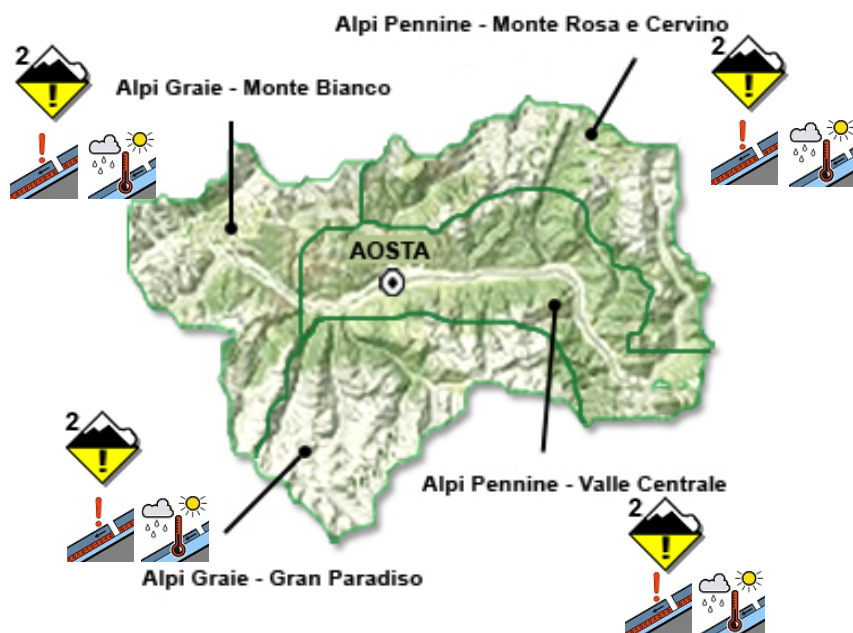 Alpi Pennine - Monte Rosa e Cervino
2
!
!
2
!
!
Alpi Graie - Monte Bianco
AOSTA
2
!
!
Alpi Pennine - Valle Centrale
2
!
!
Alpi Graie - Gran Paradiso